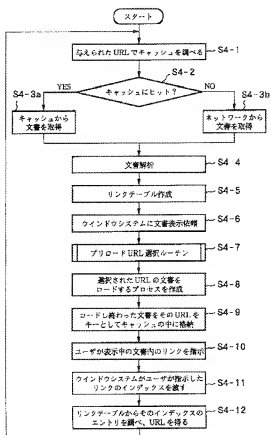 スタート
与えられたURLでキャッシュを調べる
S4-1
S4-2
キャッシュにヒット?
YES
NO
S4-3a
S4-3b
キャッシュから
文書を取得
ネットワークから
文書を取得
文書解析
S4-4
リンクテーブル作成
S4-5
ウインドウシステムに文書表示依頼
S4-6
プリロードURL選択ルーチン
S4-7
選択されたURLの文書を
ロードするプロセスを作成
S4-8
ロードし終わった文書をそのURLを
キーとしてキャッシュの中に格納
S4-9
ユーザが表示中の文書内のリンクを指示
S4-10
ウインドウシステムがユーザが指示した
リンクのインデックスを渡す
S4-11
リンクテーブルからそのインデックスの
エントリを調べ、URLを得る
S4-12